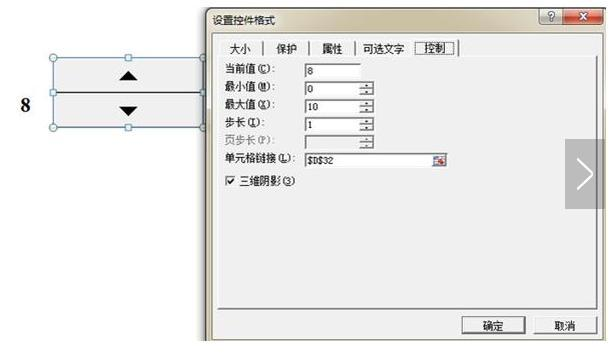 设置控件格式
大小 保护 属性 可选文字 控制
当前值(C): 8
最小值(M): 0
8
最大值(X): 10
步长(I): 1
页步长(P):
单元格链接(L): $D$32
三维阴影(3)
确定 取消